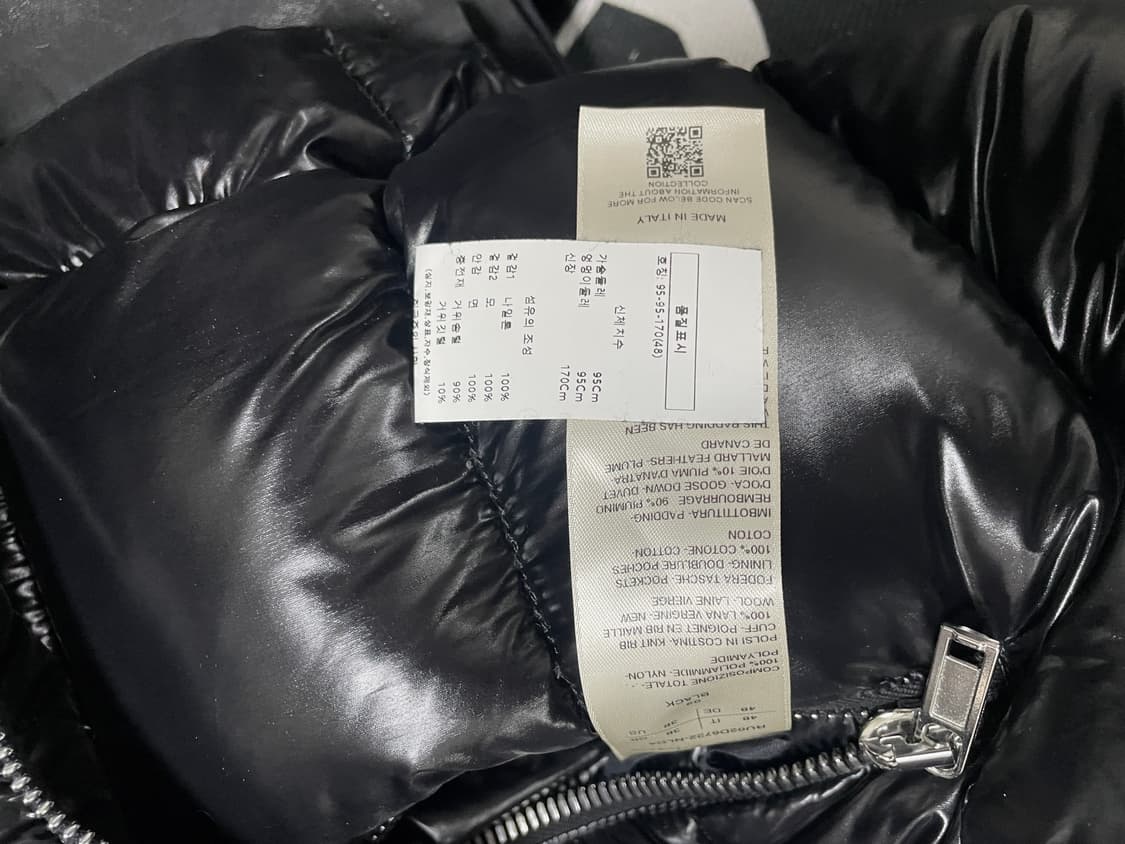 품질표시
호칭 95-95-170(48)
신체치수
가슴둘레 95Cm
엉덩이둘레 95Cm
신장 170Cm
섬유의 조성
겉감1 나일론 100%
겉감2 모 100%
안감 면 100%
충전재 거위솜털 90%
거위깃털 10%
BLACK
48 IT
48 DE
COMPOSIZIONE TOTALE-
100% POLIAMMIDE- NYLON-
POLYAMIDE
POLSI IN COSTINA- KNIT RIB
CUFF- POIGNET EN RIB MAILLE
100% LANA VERGINE- NEW
WOOL- LAINE VIERGE
FODERA TASCHE- POCKETS
LINING- DOUBLURE POCHES
100% COTONE- COTTON-
COTON
IMBOTTITURA- PADDING-
REMBOURRAGE 90% PIUMINO
D'OCA- GOOSE DOWN- DUVET
D'OIE 10% PIUMA D'ANATRA
MALLARD FEATHERS- PLUME
DE CANARD
THIS PADDING HAS BEEN
MADE IN ITALY
SCAN CODE BELOW FOR MORE
INFORMATION ABOUT THE
COLLECTION